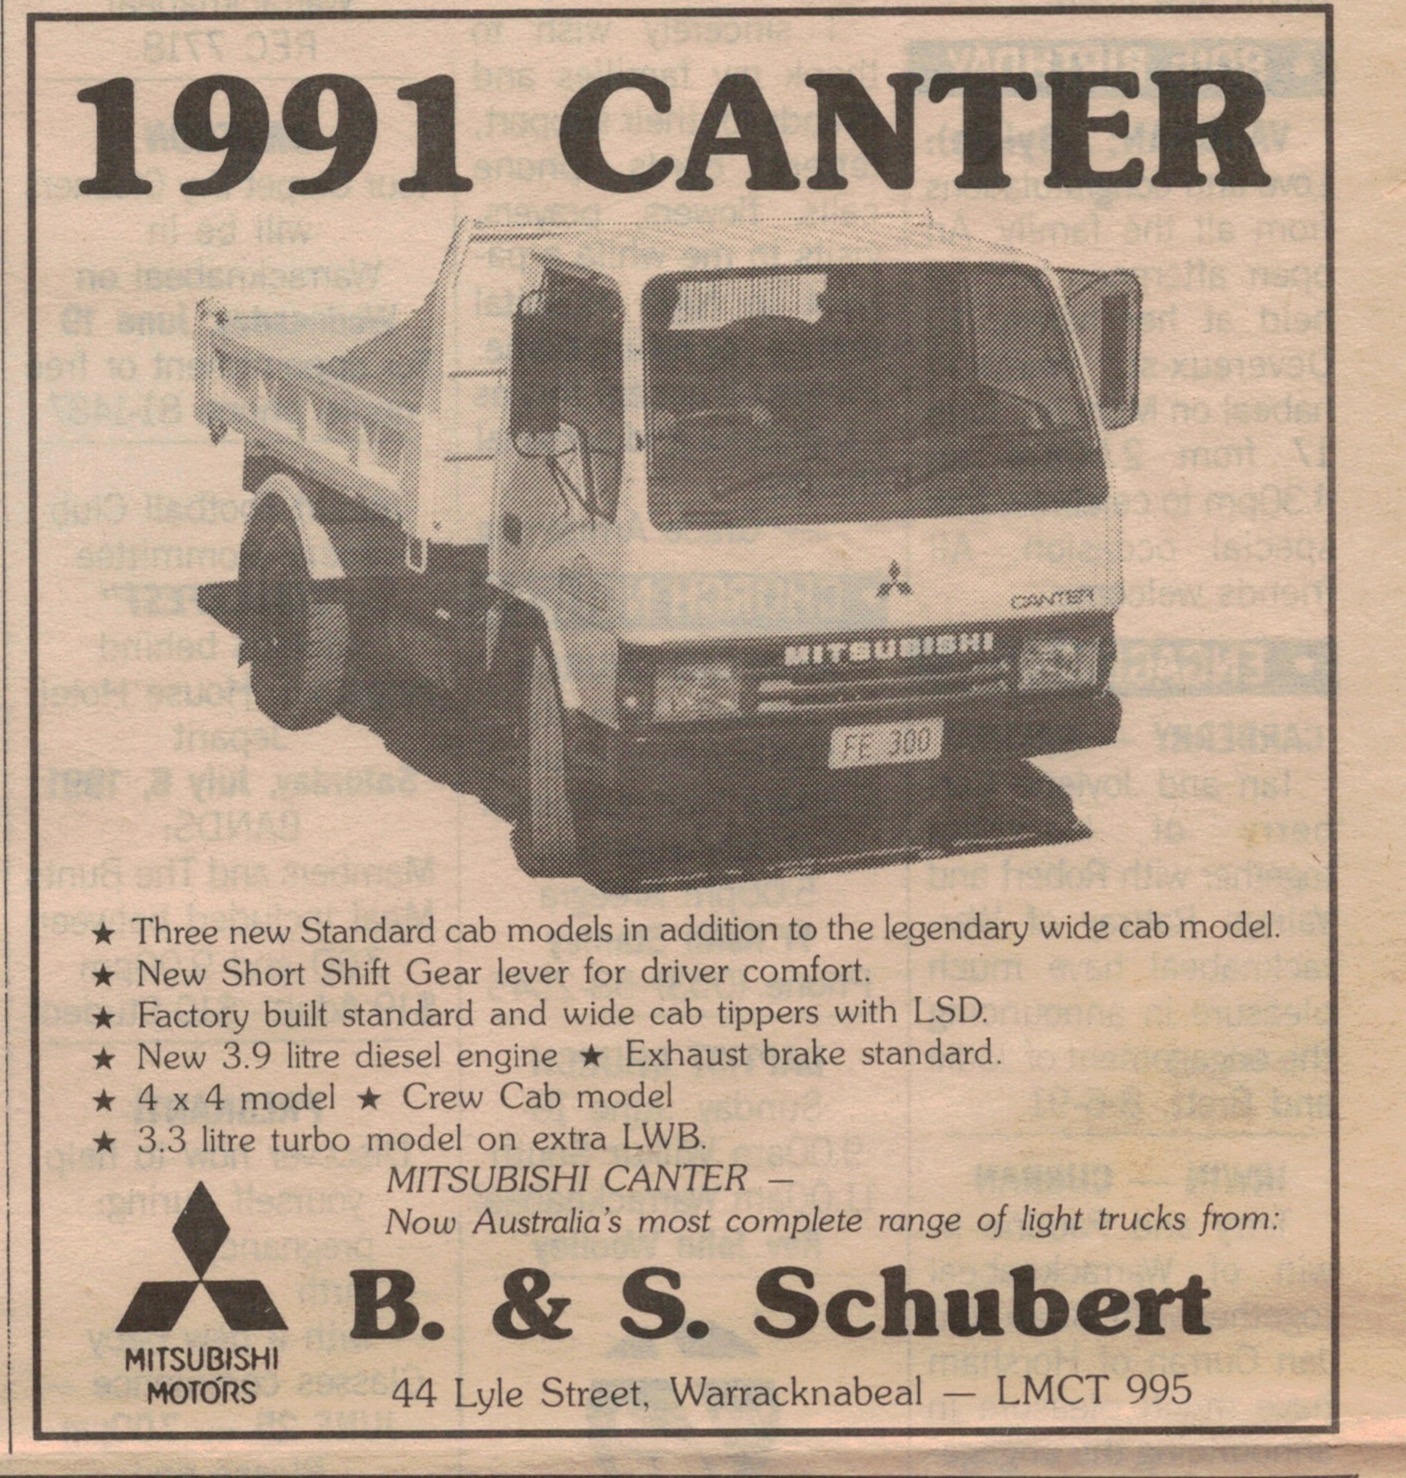 1991 CANTER
CANTER
MITSUBISHI
FE 300
★ Three new Standard cab models in addition to the legendary wide cab model.
★ New Short Shift Gear lever for driver comfort.
★ Factory built standard and wide cab tippers with LSD.
★ New 3.9 litre diesel engine ★ Exhaust brake standard.
★ 4 x 4 model ★ Crew Cab model
★ 3.3 litre turbo model on extra LWB.
MITSUBISHI CANTER —
Now Australia's most complete range of light trucks from:
B. & S. Schubert
MITSUBISHI
MOTORS
44 Lyle Street, Warracknabeal — LMCT 995